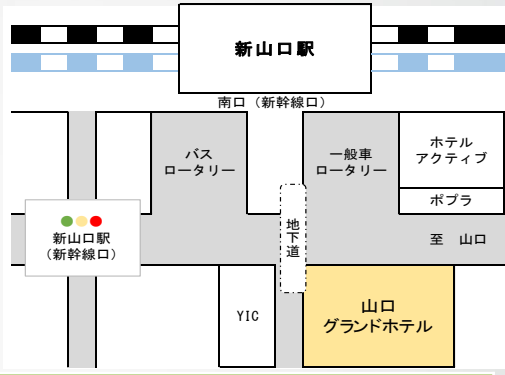 新山口駅
南口（新幹線口）
バス
ロータリー
一般車
ロータリー
ホテル
アクティブ
ポプラ
地下道
至　山口
新山口駅
（新幹線口）
YIC
山口
グランドホテル